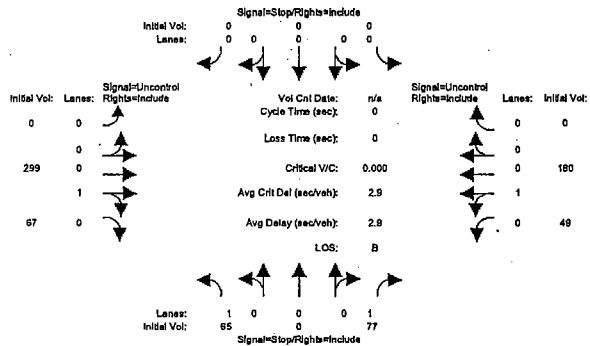 Signal=Stop/Rights=Include
Initial Vol: 0 0 0
Lanes: 0 0 0 0 0
Signal=Uncontrol
Initial Vol: Lanes: Rights=Include
Vol Cnt Date: n/a
Cycle Time (sec): 0
Signal=Uncontrol
Rights=Include Lanes: Initial Vol:
0 0 0 0
Loss Time (sec): 0
0 0
299 0 Critical V/C: 0.000 0 180
1 Avg Crit Del (sec/veh): 2.9 1
67 0 Avg Delay (sec/veh): 2.9 0 49
LOS: B
Lanes: 1 0 0 0 1
Initial Vol: 65 0 77
Signal=Stop/Rights=Include